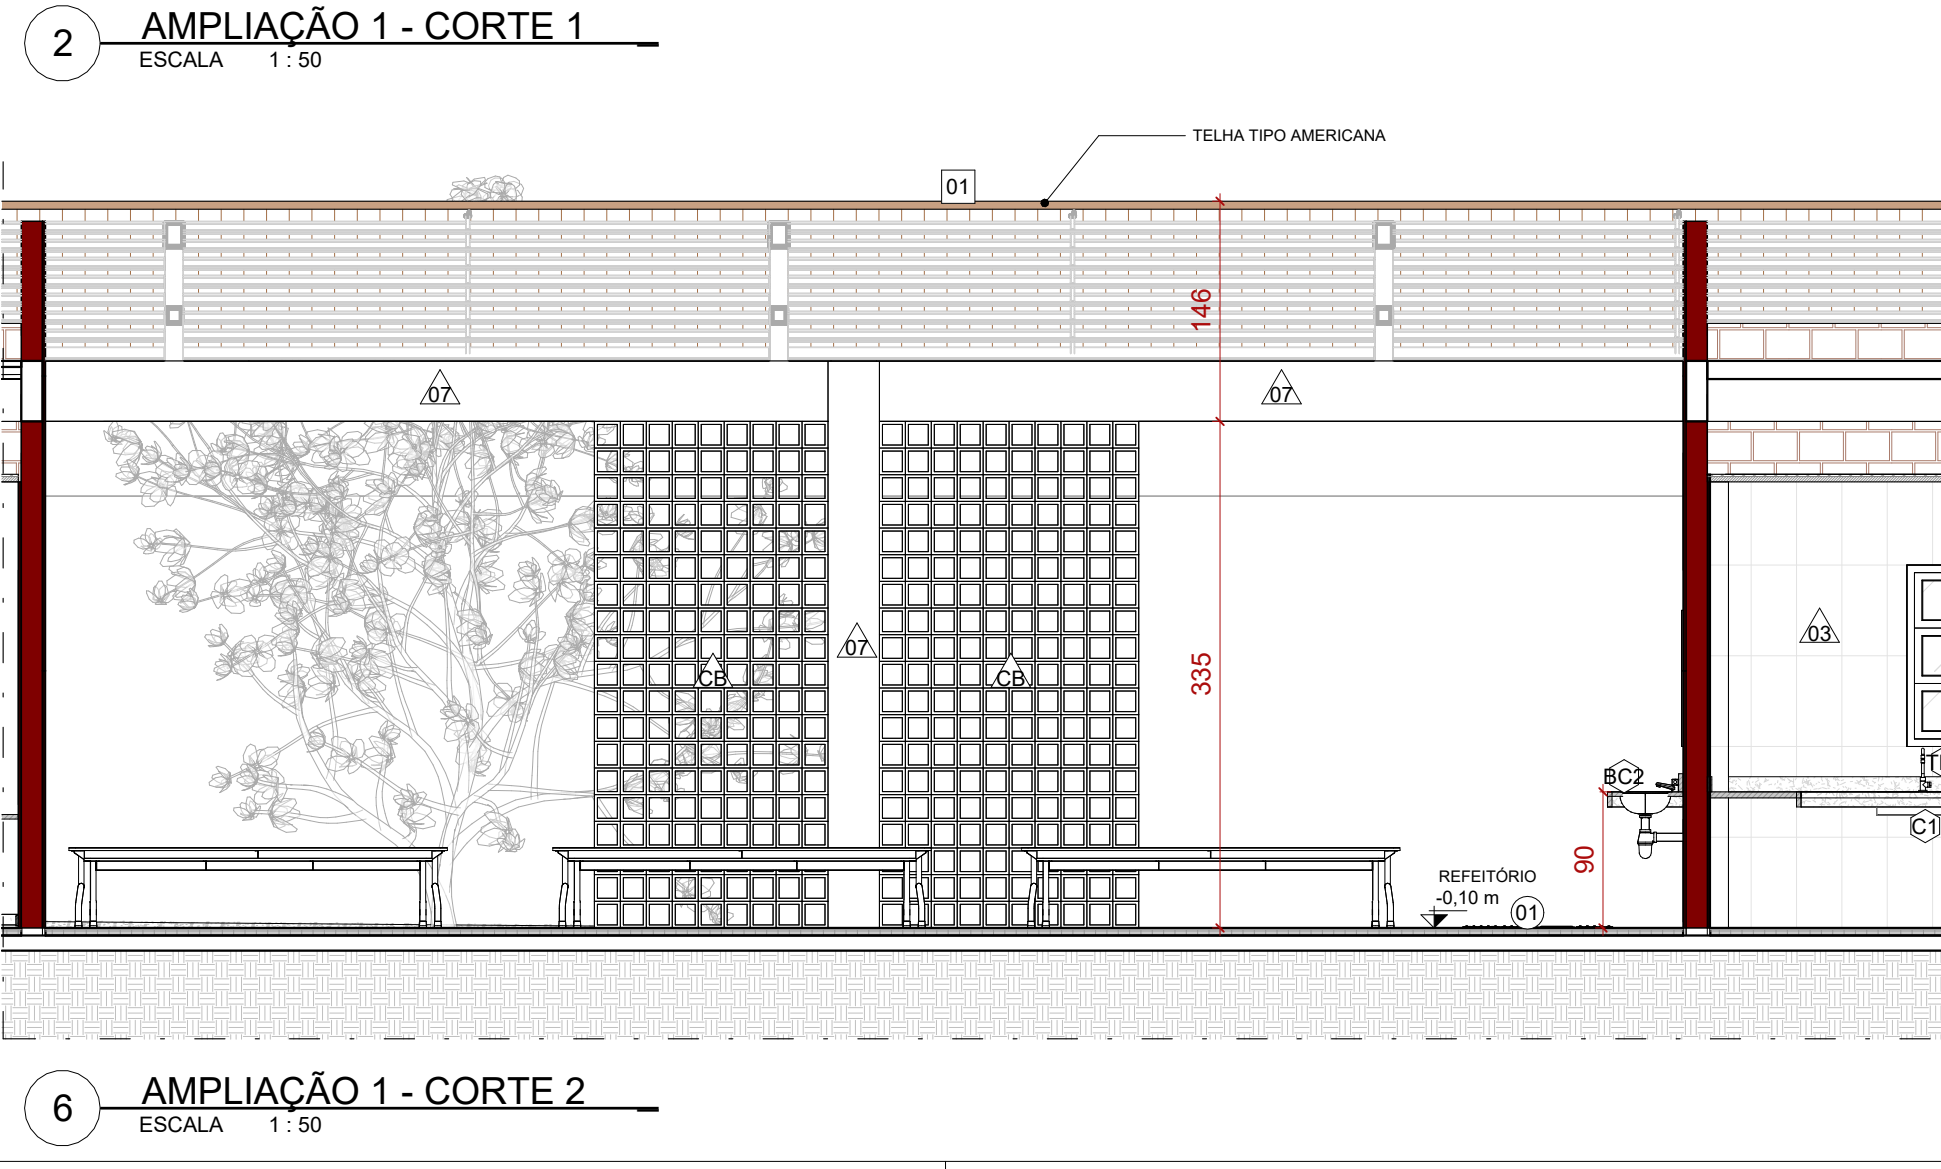 2
AMPLIAÇÃO 1 - CORTE 1
ESCALA 1 : 50
TELHA TIPO AMERICANA
01
146
07
07
335
07
03
CB
CB
BC2
C1
90
REFEITÓRIO
-0,10 m
01
6
AMPLIAÇÃO 1 - CORTE 2
ESCALA 1 : 50